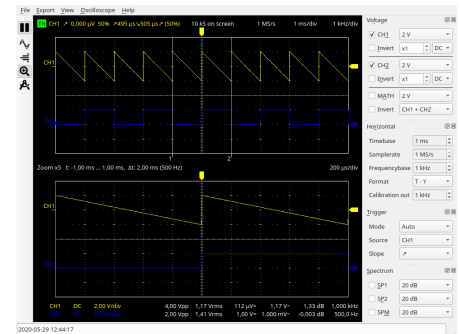 File Export View Oscilloscope Help
CH1 ↗ 0,000 µV 50% ↗495 µs↘505 µs↗ (50%) 10 kS on screen 1 MS/s 1 ms/div 1 kHz/div
CH1
CH2
1 2
Zoom x5 t: -1,00 ms ... 1,00 ms, Δt: 2,00 ms (500 Hz) 200 µs/div
CH1
CH2
CH1 DC 2,00 V/div 4,00 Vpp 1,17 Vrms 112 µV= 1,17 V~ 1,33 dB 1,000 kHz
CH2 2,00 Vpp 1,41 Vrms 1,00 V= 1.000 mV~ -0,003 dB 500,0 Hz
Voltage
CH1 2 V
Invert x1 DC
CH2 2 V
Invert x1 DC
MATH 2 V
Invert CH1 + CH2
Horizontal
Timebase 1 ms
Samplerate 1 MS/s
Frequencybase 1 kHz
Format T - Y
Calibration out 1 kHz
Trigger
Mode Auto
Source CH1
Slope ↗
Spectrum
SP1 20 dB
SP2 20 dB
SPM 20 dB
2020-05-29 12:44:17